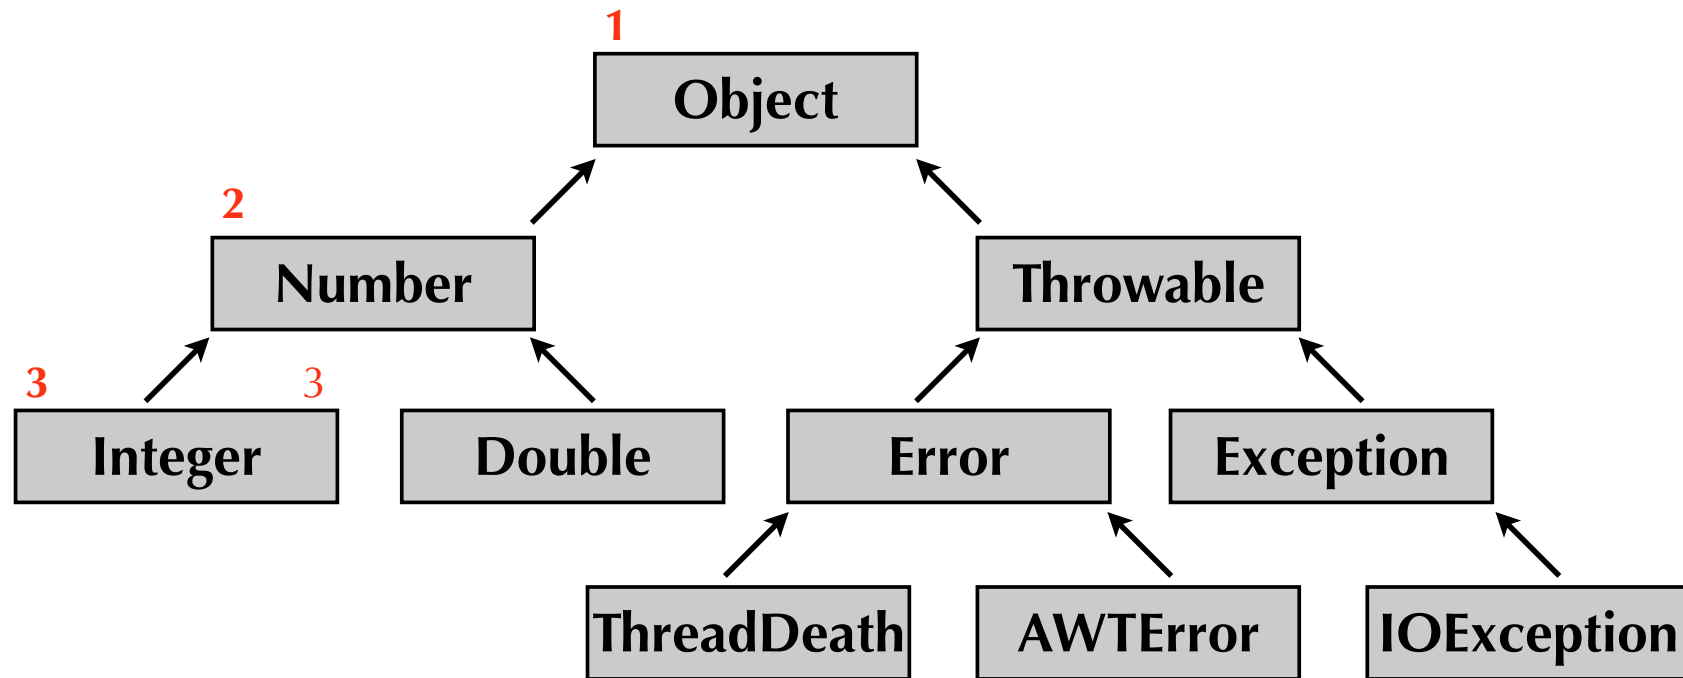 1
Object
2
Number
Throwable
3 3
Integer
Double
Error
Exception
ThreadDeath
AWTError
IOException